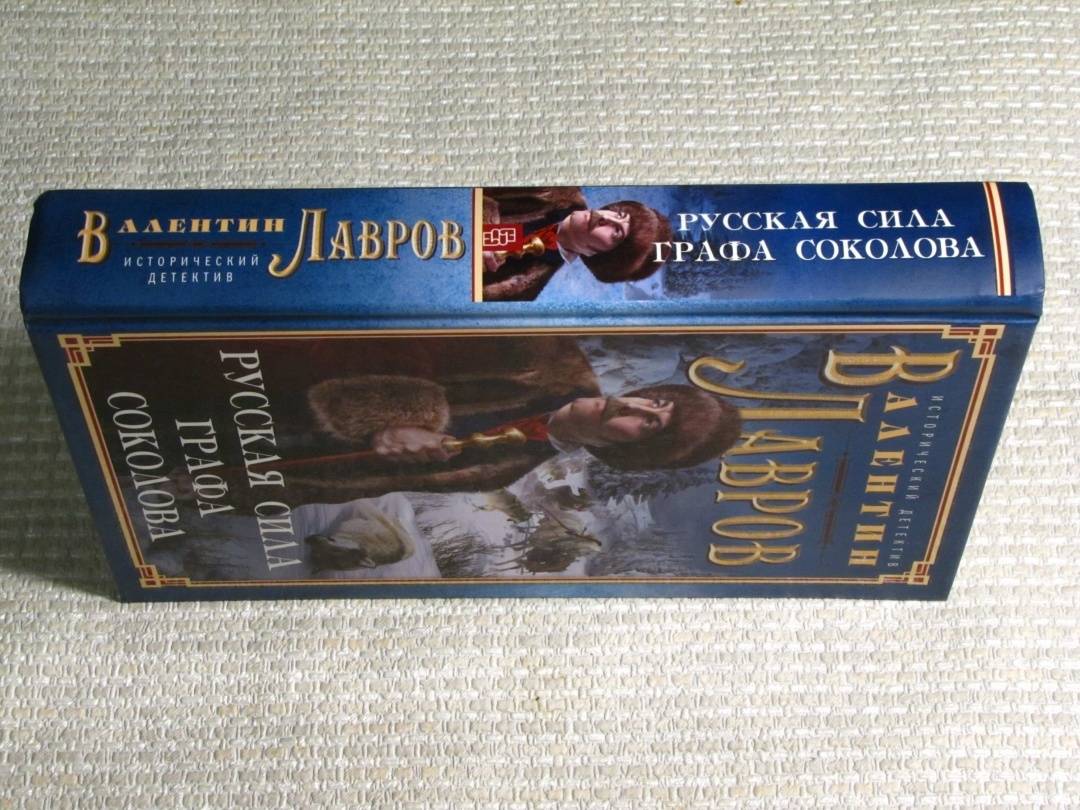 ВАЛЕНТИН ЛАВРОВ
ИСТОРИЧЕСКИЙ
ДЕТЕКТИВ
РУССКАЯ СИЛА
ГРАФА СОКОЛОВА
ИСТОРИЧЕСКИЙ ДЕТЕКТИВ
ВАЛЕНТИН
ЛАВРОВ
РУССКАЯ СИЛА
ГРАФА
СОКОЛОВА